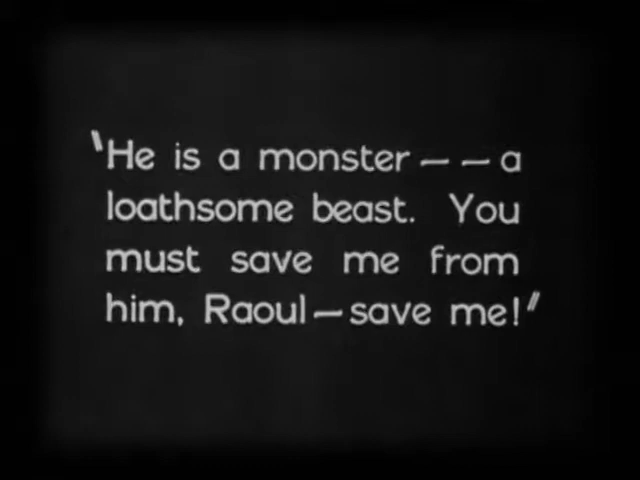 "He is a monster — — a
loathsome beast. You
must save me from
him, Raoul — save me!"